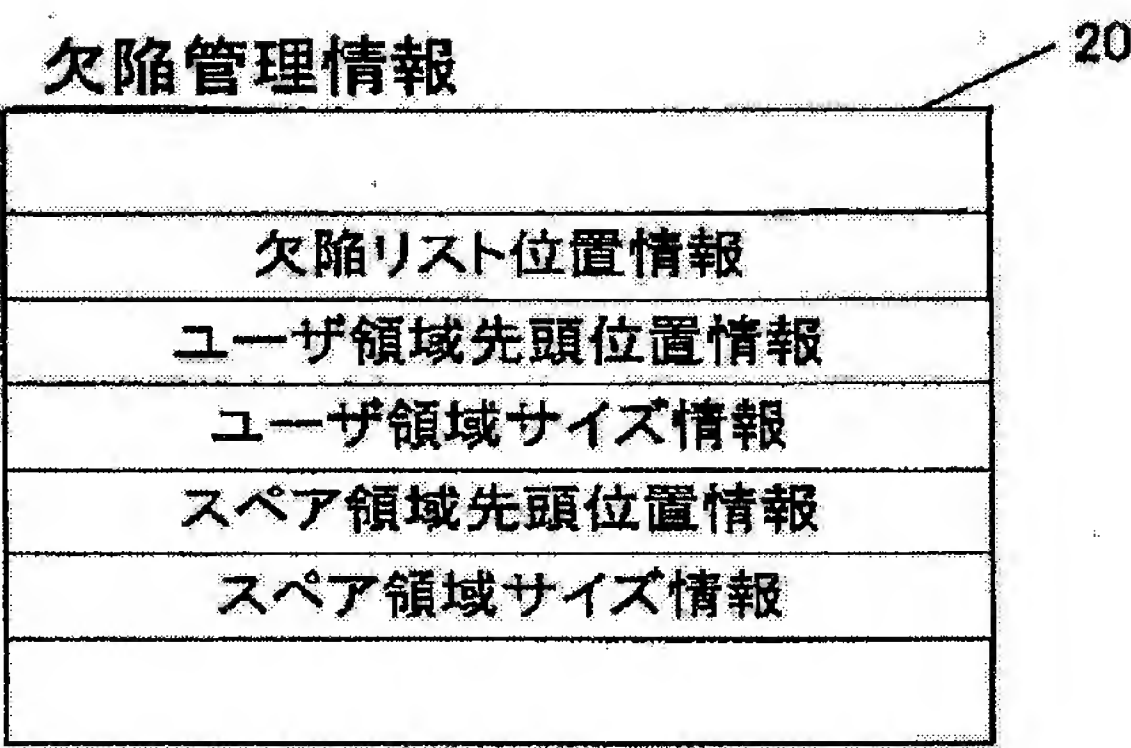 欠陥管理情報
20
欠陥リスト位置情報
ユーザ領域先頭位置情報
ユーザ領域サイズ情報
スペア領域先頭位置情報
スペア領域サイズ情報